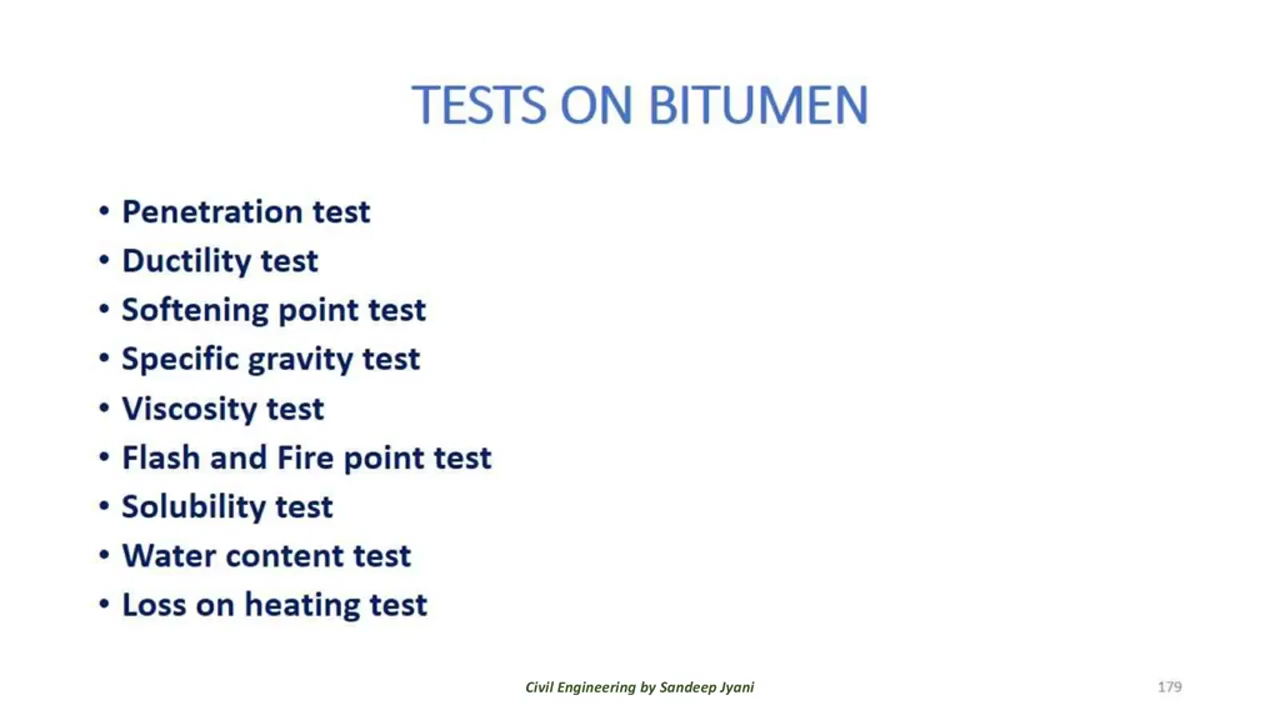 TESTS ON BITUMEN
• Penetration test
• Ductility test
• Softening point test
• Specific gravity test
• Viscosity test
• Flash and Fire point test
• Solubility test
• Water content test
• Loss on heating test
Civil Engineering by Sandeep Jyani
179